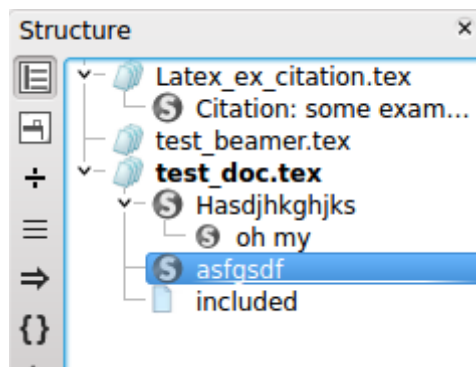 Structure
Latex_ex_citation.tex
Citation: some exam...
test_beamer.tex
test_doc.tex
Hasdjhkghjks
oh my
asfgsdf
included